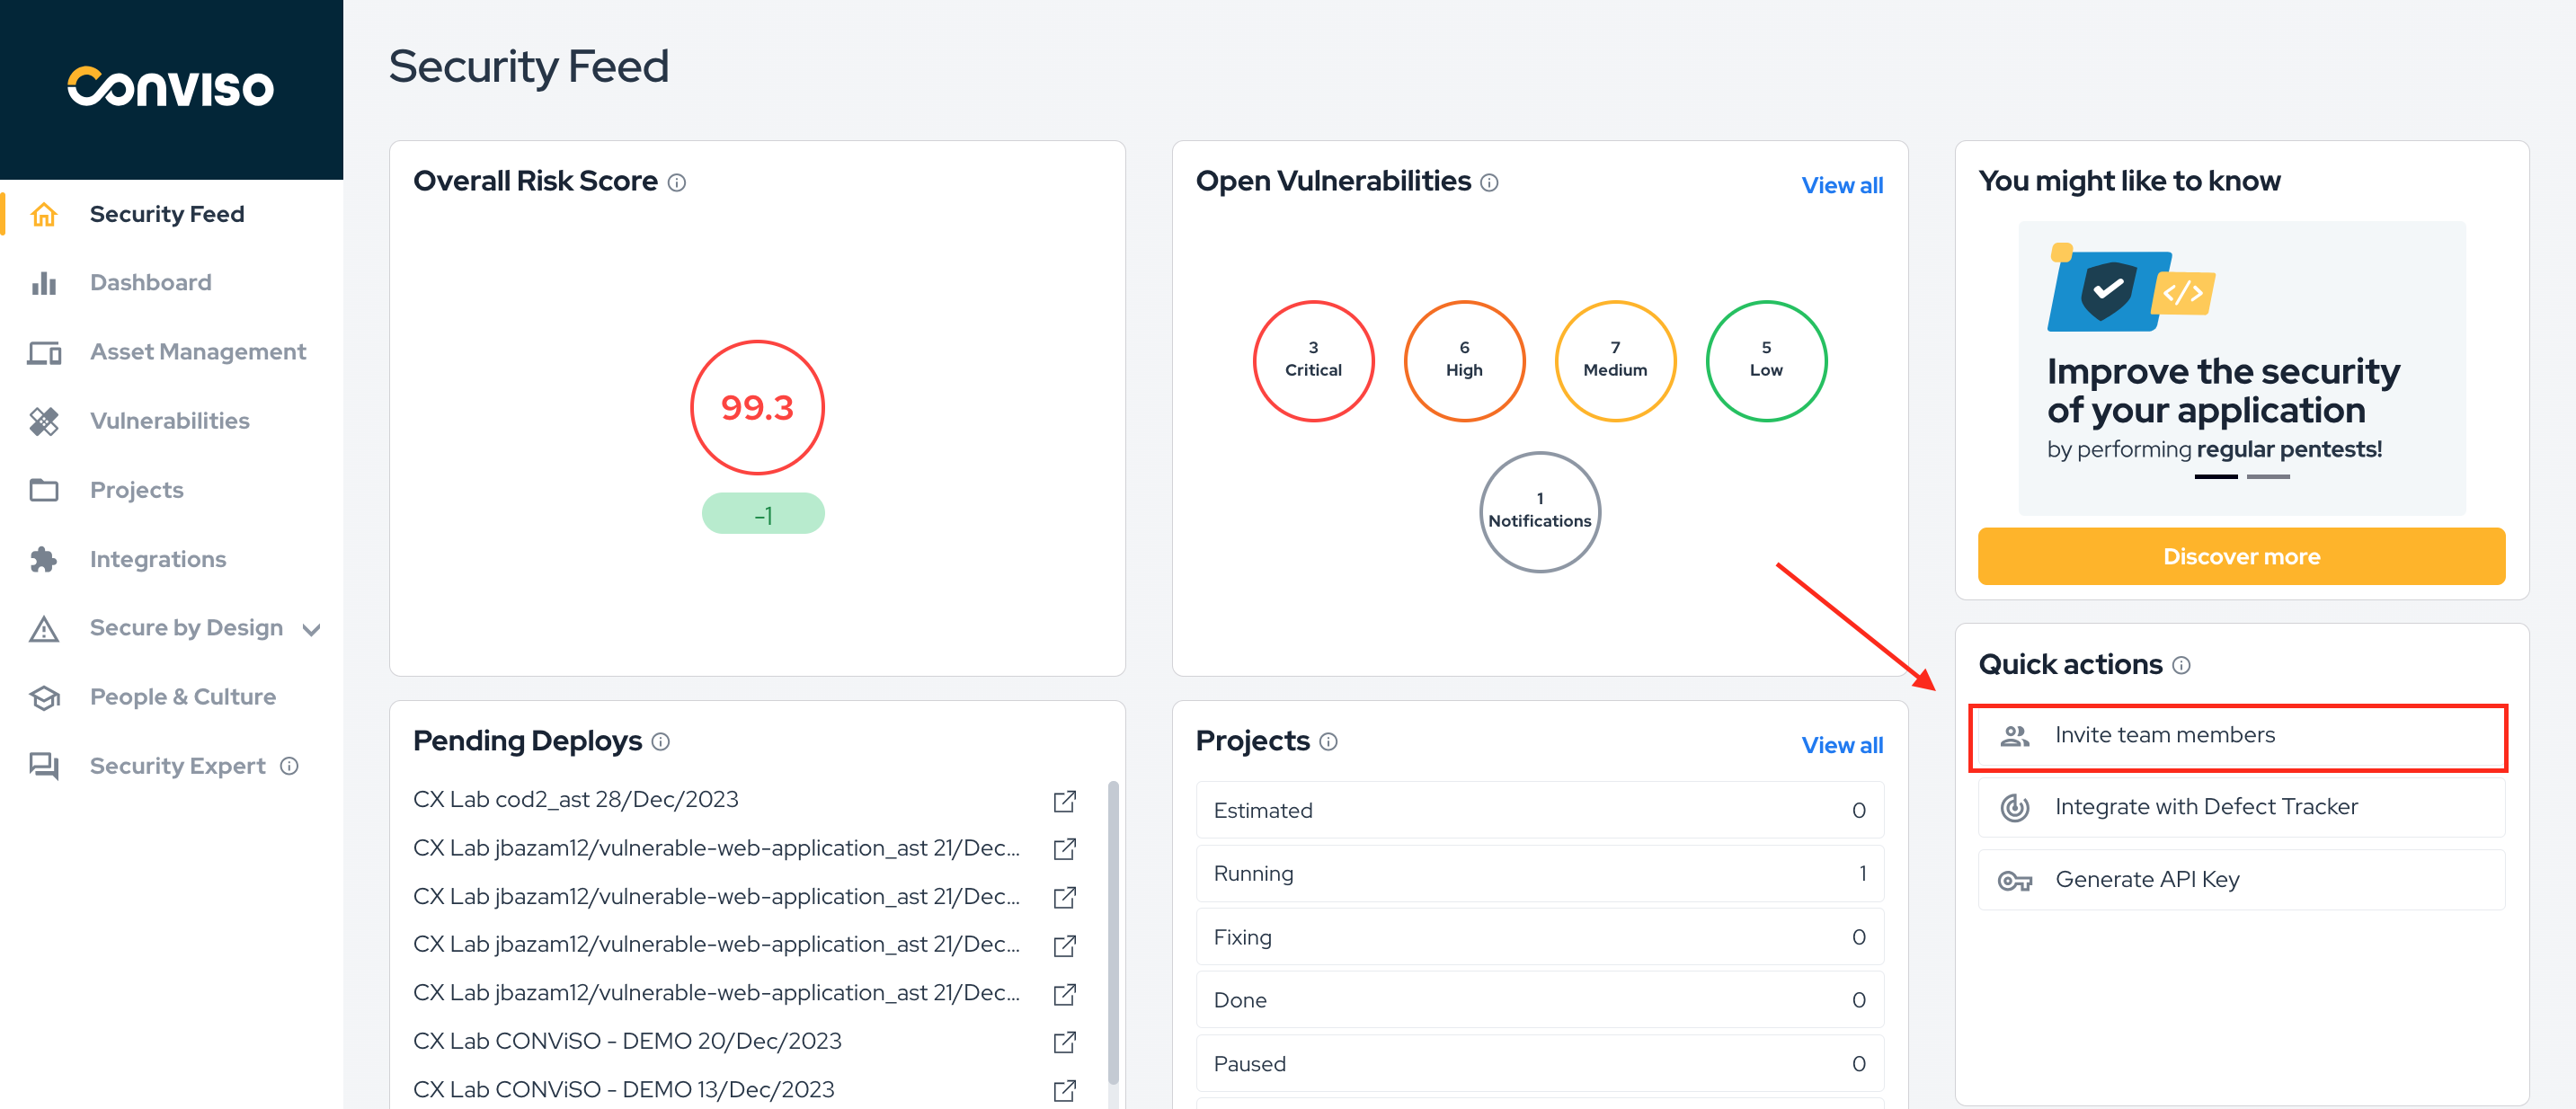 Conviso
Security Feed
Dashboard
Asset Management
Vulnerabilities
Projects
Integrations
Secure by Design
People & Culture
Security Expert
Security Feed
Overall Risk Score
99.3
-1
Open Vulnerabilities
View all
3
Critical
6
High
7
Medium
5
Low
1
Notifications
You might like to know
</>
Improve the security
of your application
by performing regular pentests!
Discover more
Pending Deploys
CX Lab cod2_ast 28/Dec/2023
CX Lab jbazam12/vulnerable-web-application_ast 21/Dec...
CX Lab jbazam12/vulnerable-web-application_ast 21/Dec...
CX Lab jbazam12/vulnerable-web-application_ast 21/Dec...
CX Lab jbazam12/vulnerable-web-application_ast 21/Dec...
CX Lab CONViSO - DEMO 20/Dec/2023
CX Lab CONViSO - DEMO 13/Dec/2023
Projects
View all
Estimated 0
Running 1
Fixing 0
Done 0
Paused 0
Quick actions
Invite team members
Integrate with Defect Tracker
Generate API Key